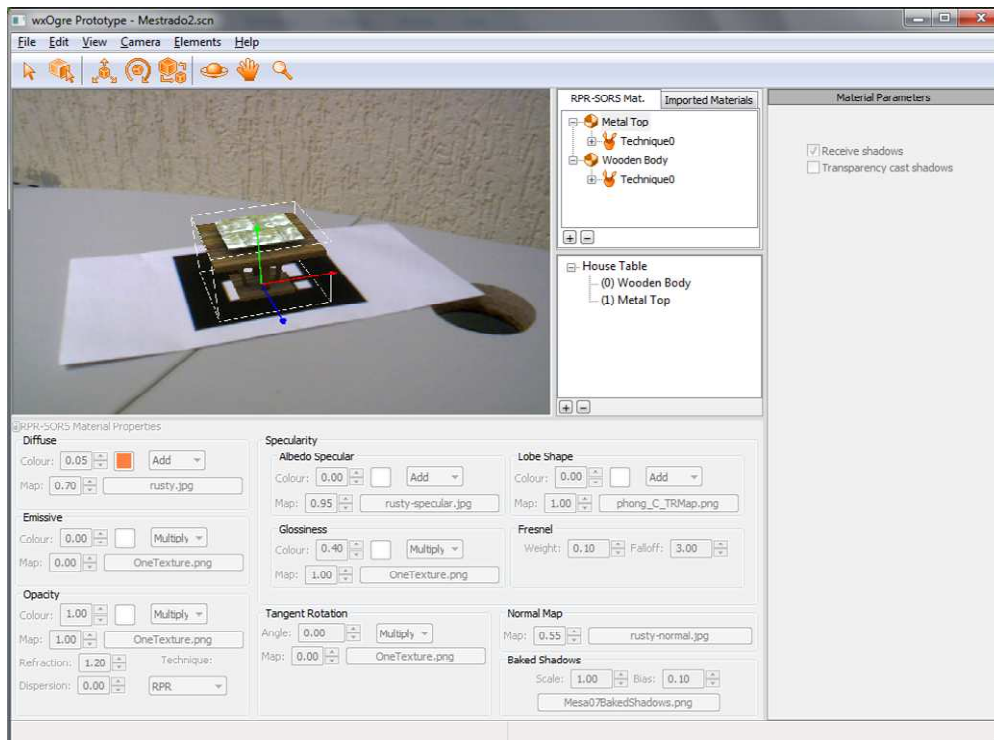 wxOgre Prototype - Mestrado2.scn
File Edit View Camera Elements Help
RPR-SORS Mat. Imported Materials
Metal Top
Technique0
Wooden Body
Technique0
House Table
(0) Wooden Body
(1) Metal Top
Material Parameters
Receive shadows
Transparency cast shadows
RPR-SORS Material Properties
Diffuse
Colour: 0.05 Add
Map: 0.70 rusty.jpg
Emissive
Colour: 0.00 Multiply
Map: 0.00 OneTexture.png
Opacity
Colour: 1.00 Multiply
Map: 1.00 OneTexture.png
Refraction: 1.20 Technique:
Dispersion: 0.00 RPR
Specularity
Albedo Specular
Colour: 0.00 Add
Map: 0.95 rusty-specular.jpg
Glossiness
Colour: 0.40 Multiply
Map: 1.00 OneTexture.png
Lobe Shape
Colour: 0.00 Add
Map: 1.00 phong_C_TRMap.png
Fresnel
Weight: 0.10 Falloff: 3.00
Tangent Rotation
Angle: 0.00 Multiply
Map: 0.00 OneTexture.png
Normal Map
Map: 0.55 rusty-normal.jpg
Baked Shadows
Scale: 1.00 Bias: 0.10
Mesa07BakedShadows.png